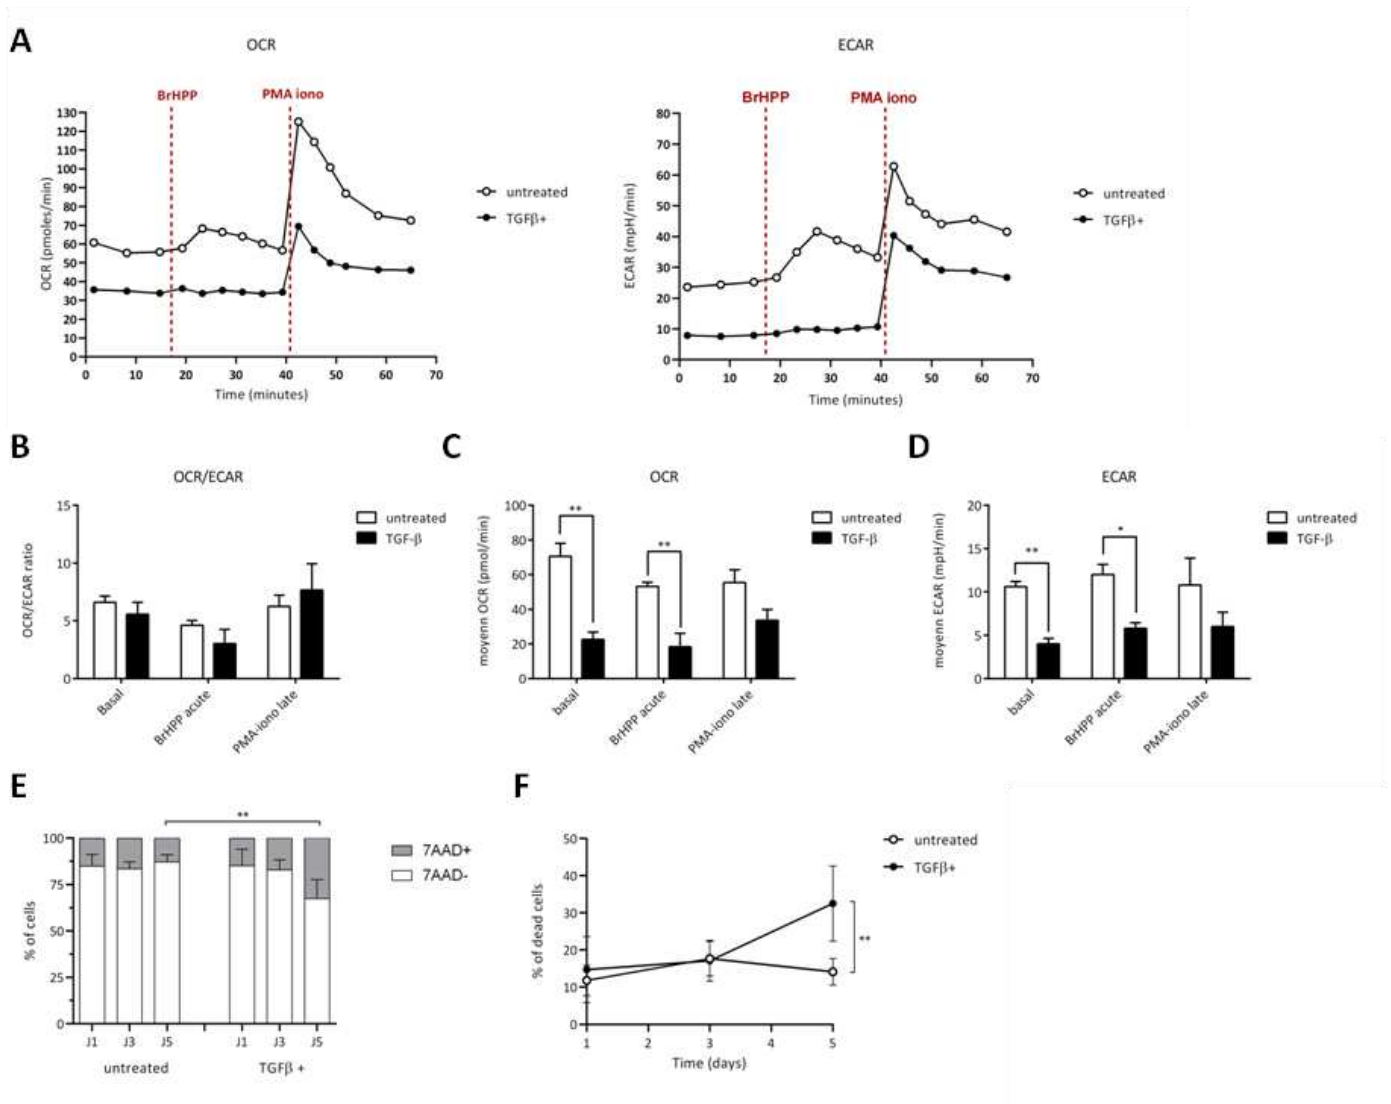 A
OCR
ECAR
BrHPP
PMA iono
BrHPP
PMA iono
OCR (pmoles/min)
130
120
110
100
90
80
70
60
50
40
30
20
10
0
0 10 20 30 40 50 60 70
Time (minutes)
untreated
TGFβ+
ECAR (mpH/min)
80
70
60
50
40
30
20
10
0
0 10 20 30 40 50 60 70
Time (minutes)
untreated
TGFβ+
B
OCR/ECAR
OCR/ECAR ratio
15
10
5
0
Basal
BrHPP acute
PMA-iono late
untreated
TGF-β
C
OCR
moyenn OCR (pmol/min)
100
80
60
40
20
0
**
**
basal
BrHPP acute
PMA-iono late
untreated
TGF-β
D
ECAR
moyenn ECAR (mpH/min)
20
15
10
5
0
**
*
basal
BrHPP acute
PMA-iono late
untreated
TGF-β
E
**
% of cells
100
75
50
25
0
J1 J3 J5 J1 J3 J5
untreated TGFβ +
7AAD+
7AAD-
F
% of dead cells
50
40
30
20
10
0
1 2 3 4 5
Time (days)
**
untreated
TGFβ+